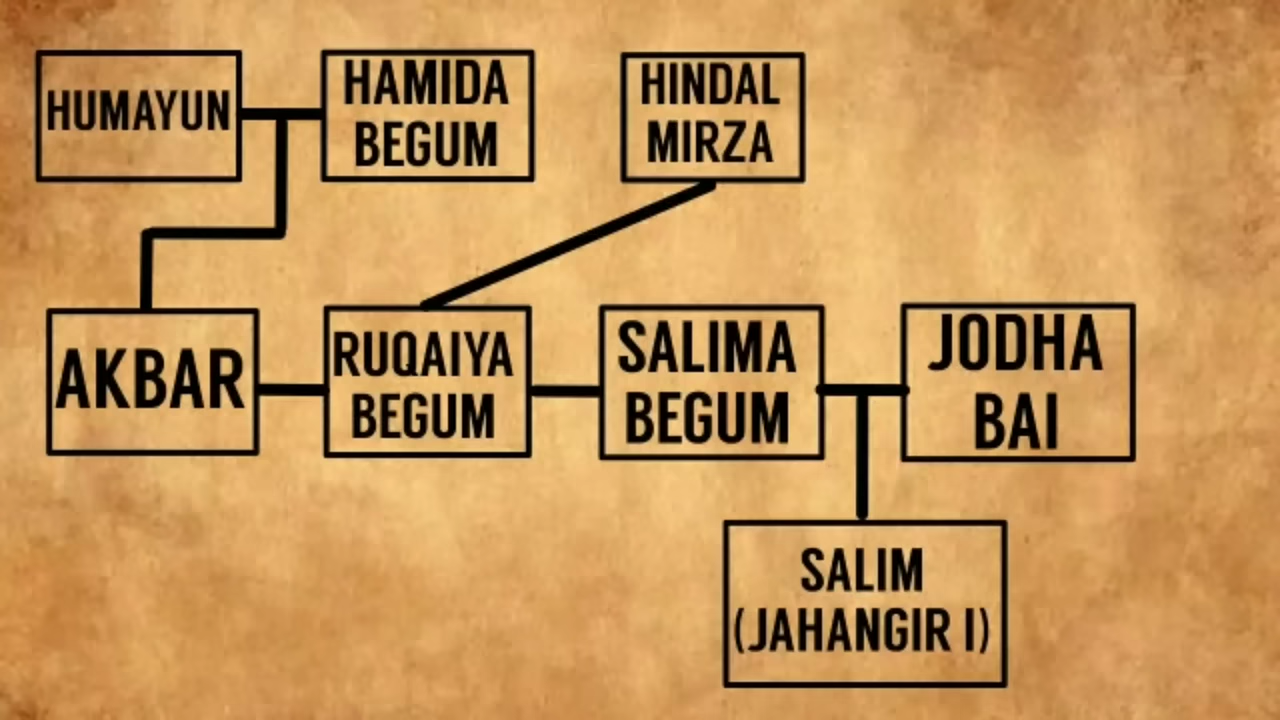 HUMAYUN
HAMIDA
BEGUM
HINDAL
MIRZA
AKBAR
RUQAIYA
BEGUM
SALIMA
BEGUM
JODHA
BAI
SALIM
(JAHANGIR I)